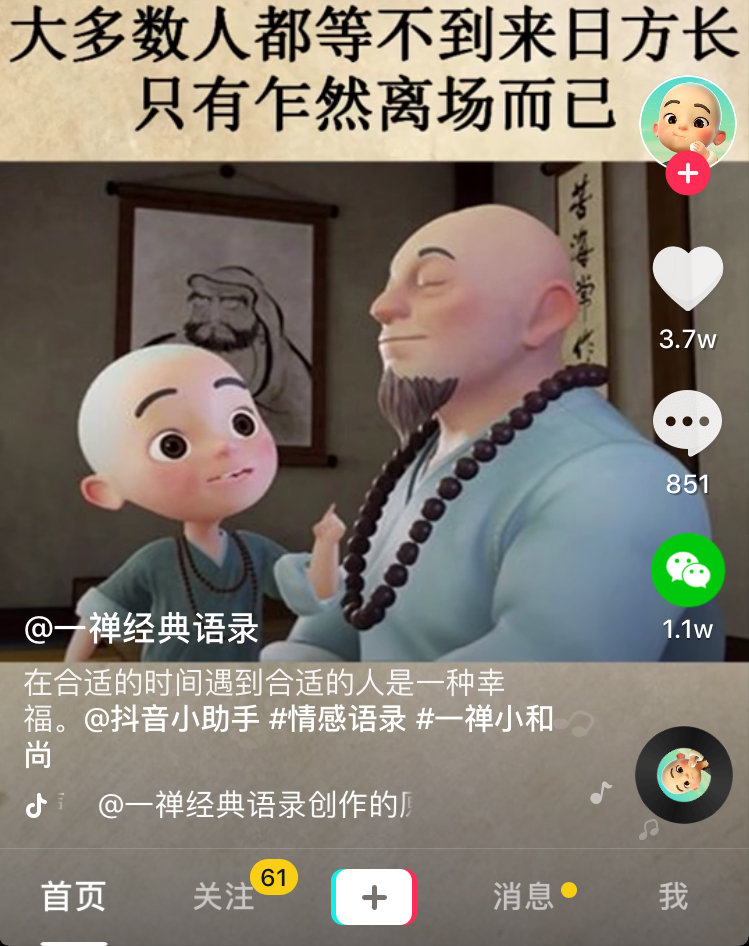 大多数人都等不到来日方长
只有乍然离场而已
苦海常作
3.7w
851
1.1w
@一禅经典语录
在合适的时间遇到合适的人是一种幸
福。@抖音小助手 #情感语录 #一禅小和
尚
@一禅经典语录创作的
首页
关注
61
消息
我